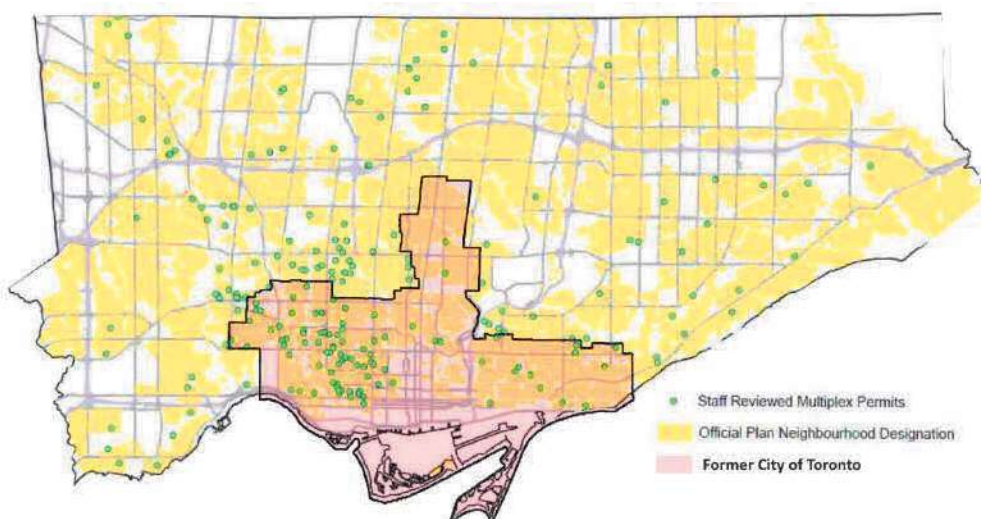 Staff Reviewed Multiplex Permits
Official Plan Neighbourhood Designation
Former City of Toronto